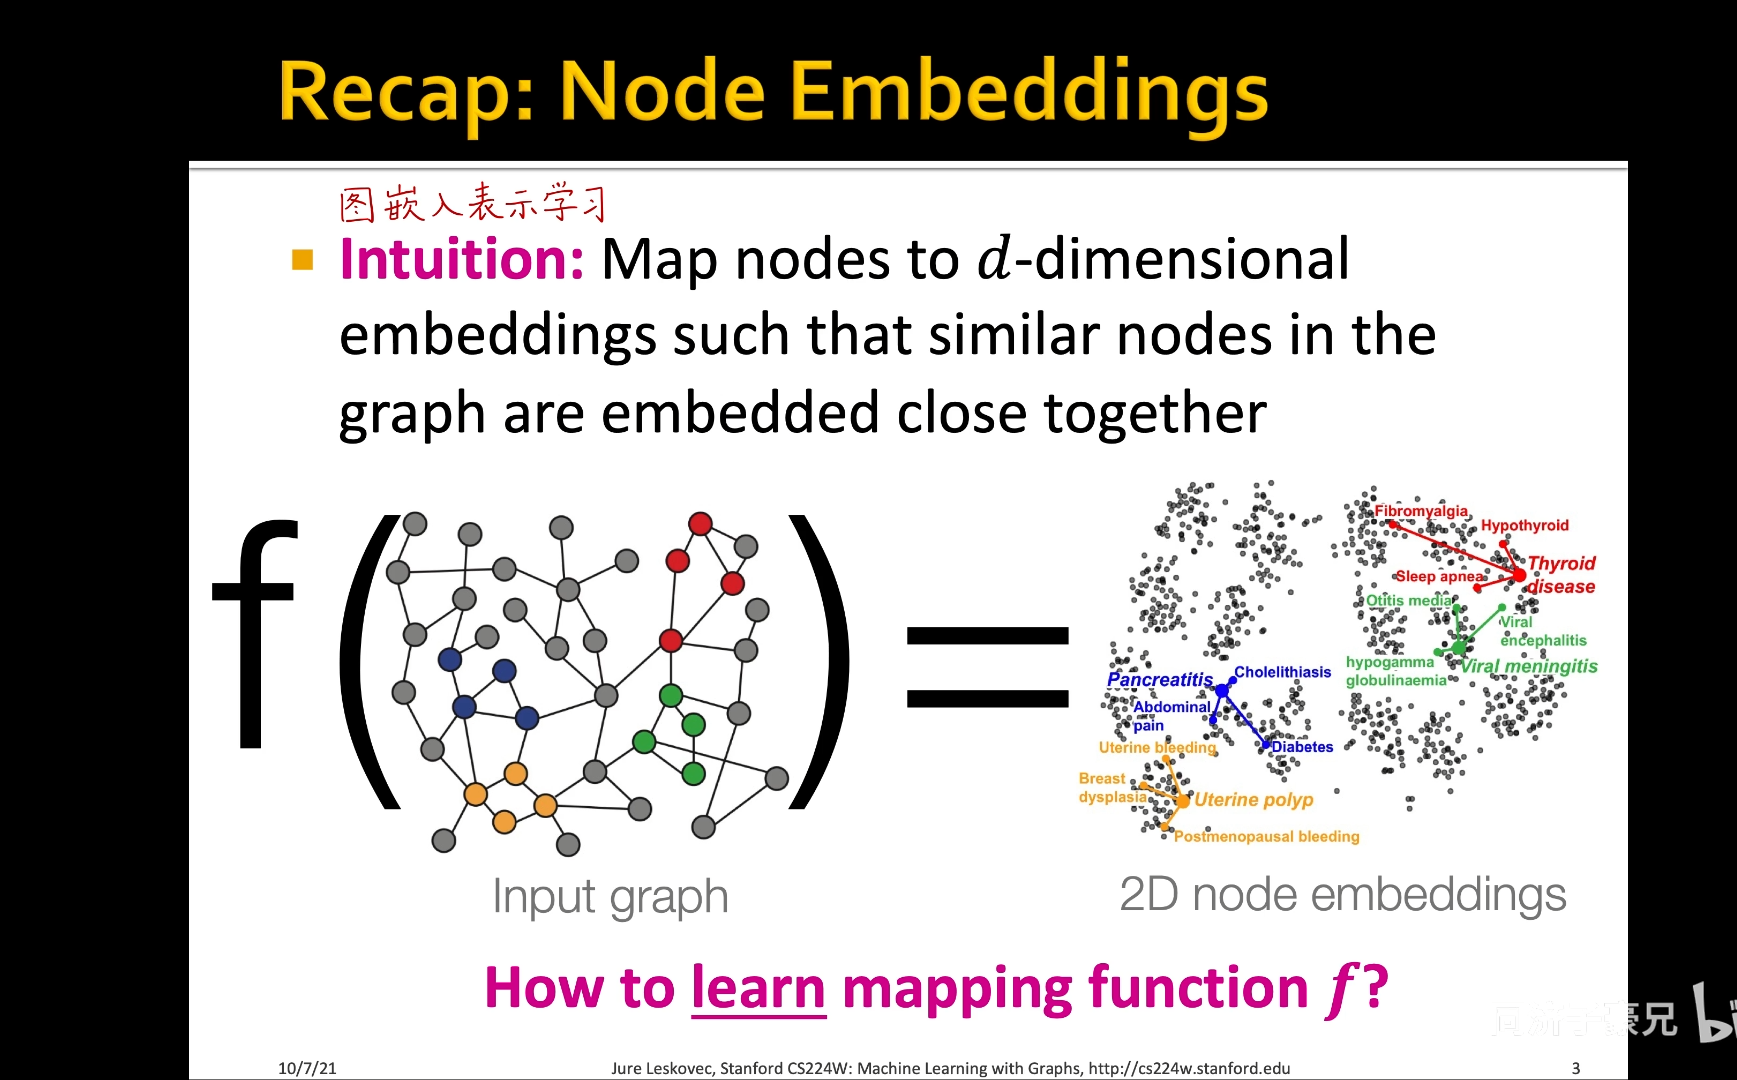 Recap: Node Embeddings
图嵌入表示学习
Intuition: Map nodes to d-dimensional
embeddings such that similar nodes in the
graph are embedded close together
f( ) =
Fibromyalgia
Hypothyroid
Thyroid
disease
Sleep apnea
Otitis media
Viral
encephalitis
hypogamma
globulinaemia
Viral meningitis
Pancreatitis
Cholelithiasis
Abdominal
pain
Diabetes
Uterine bleeding
Breast
dysplasia
Uterine polyp
Postmenopausal bleeding
Input graph
2D node embeddings
How to learn mapping function f?
豪兄
10/7/21
Jure Leskovec, Stanford CS224W: Machine Learning with Graphs, http://cs224w.stanford.edu
3